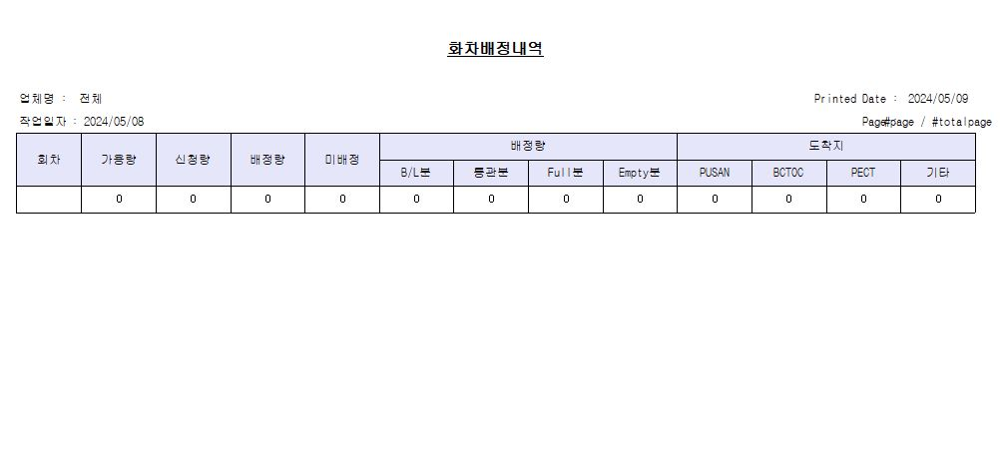 화차배정내역
업체명 : 전체 Printed Date : 2024/05/09
작업일자 : 2024/05/08 Page#page / #totalpage
회차 가용량 신청량 배정량 미배정 배정량 도착지
B/L분 통관분 Full분 Empty분 PUSAN BCTOC PECT 기타
0 0 0 0 0 0 0 0 0 0 0 0